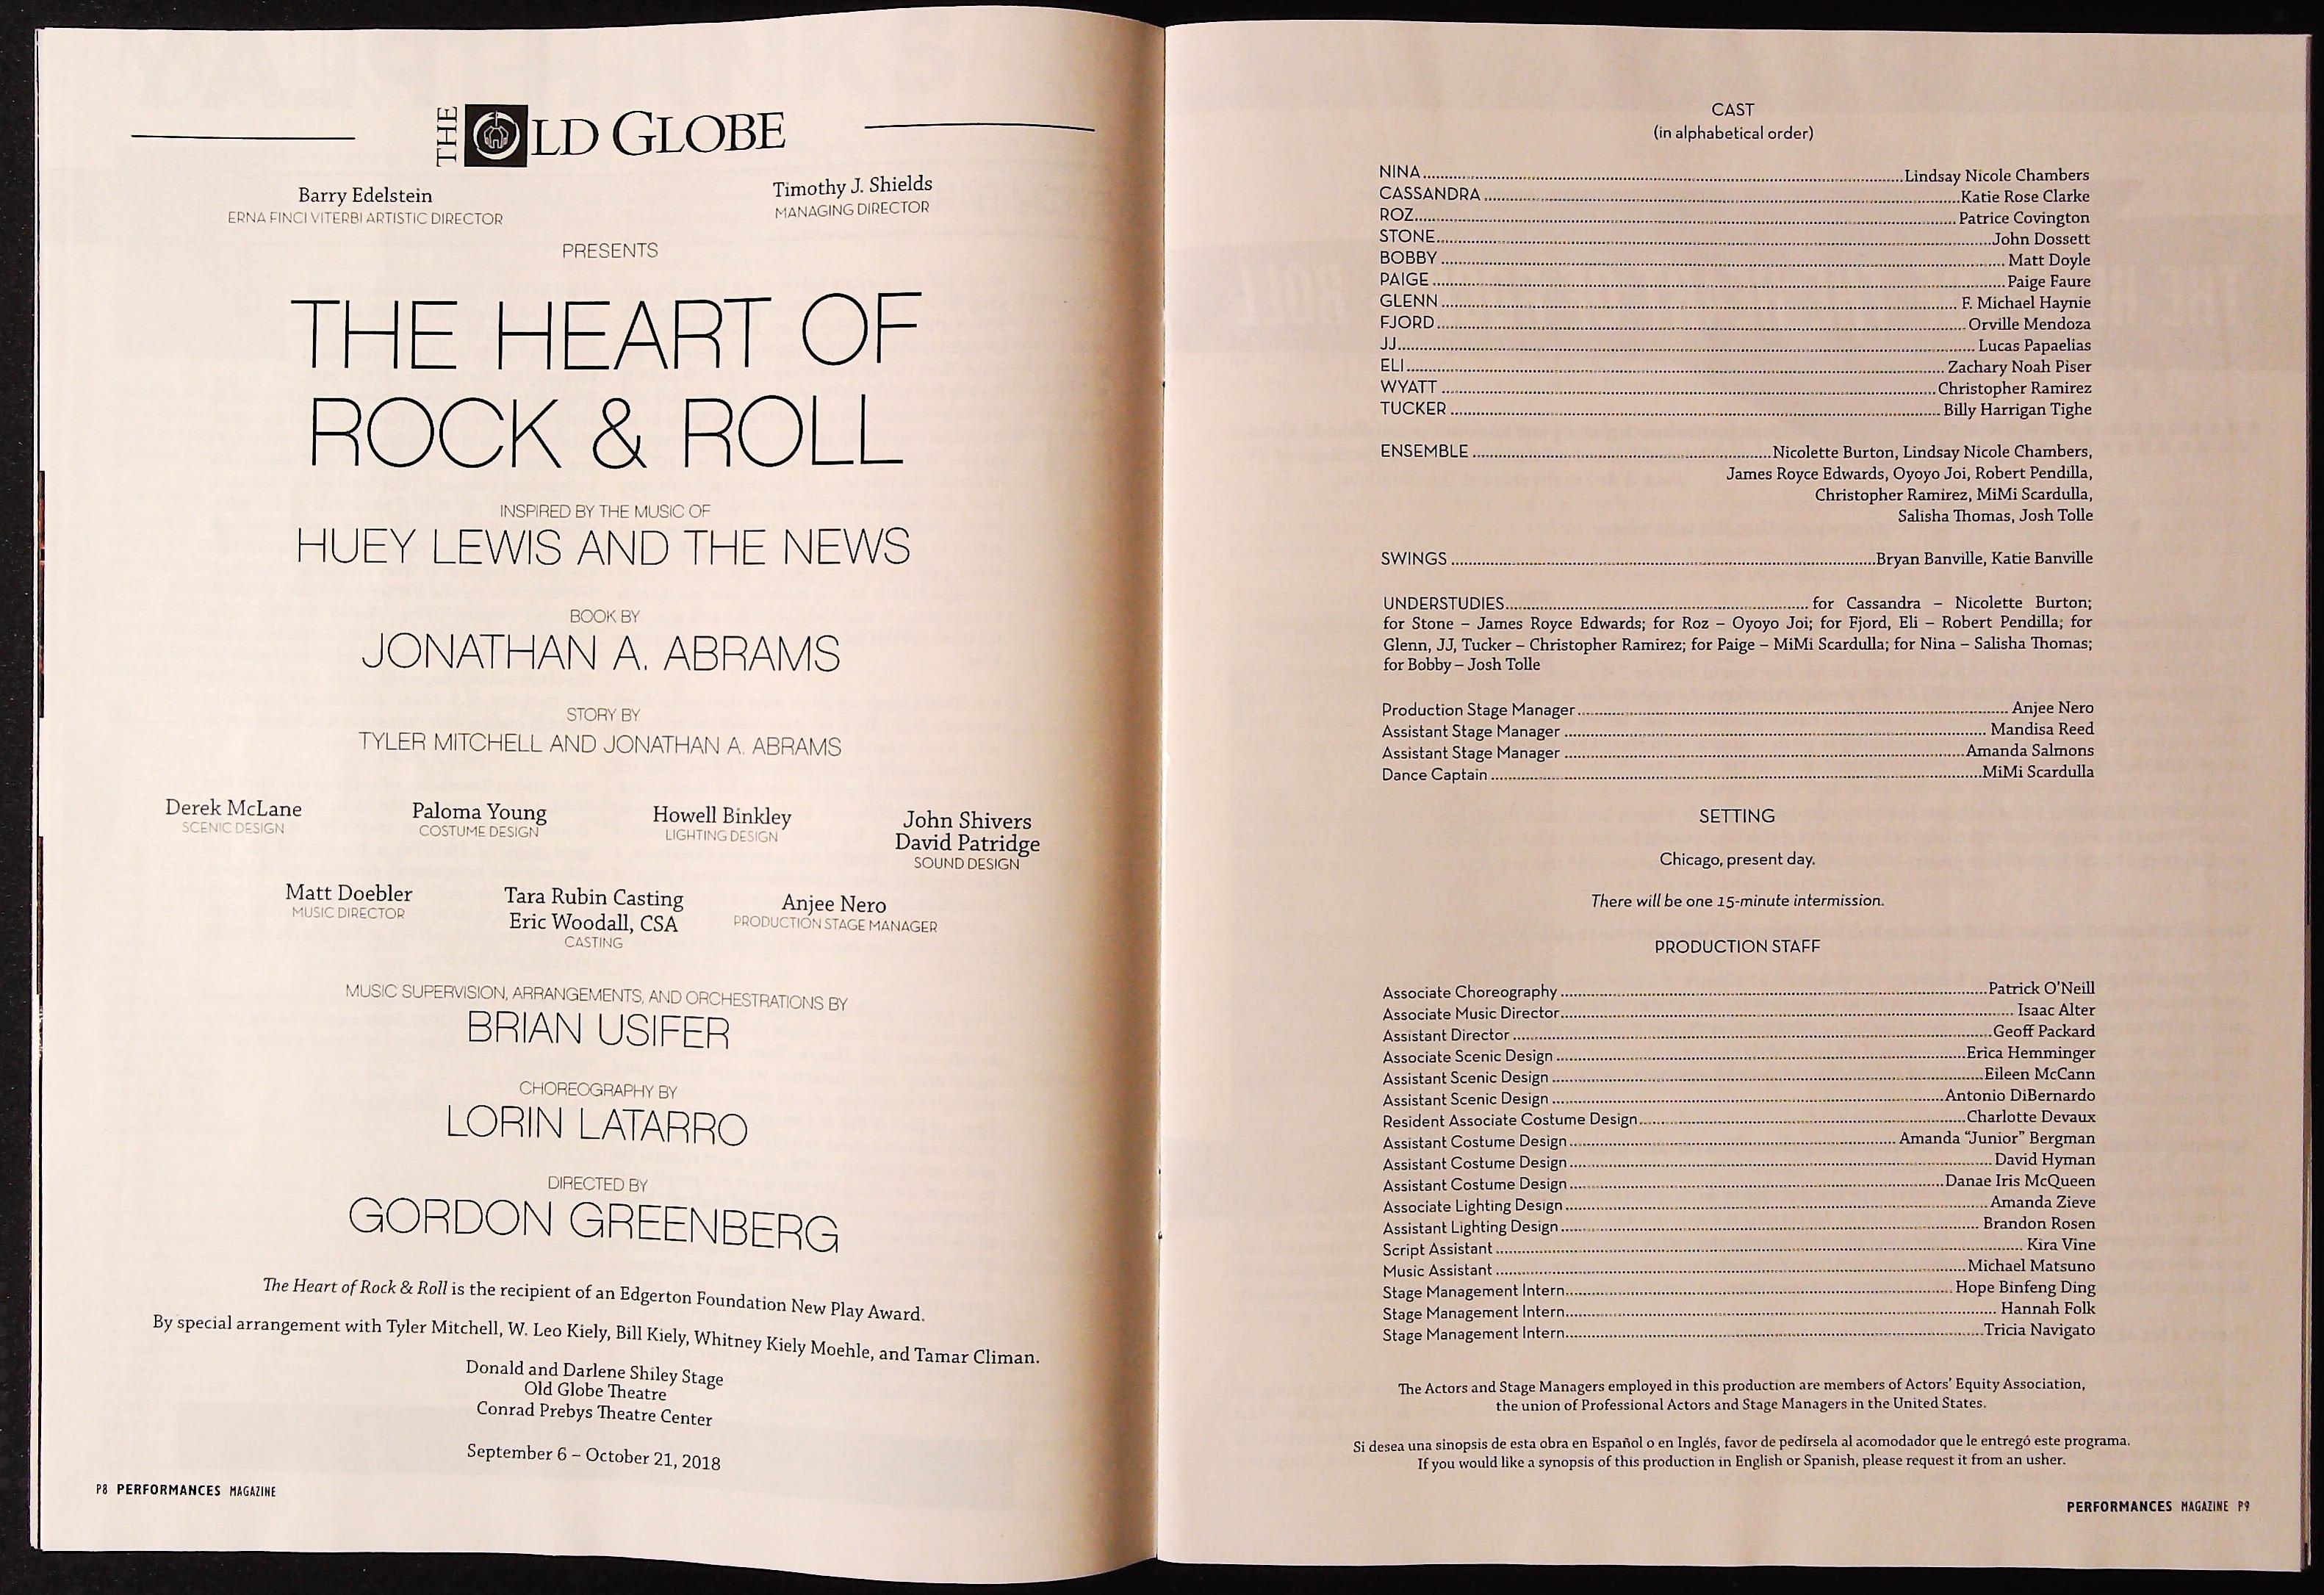 THE OLD GLOBE
Barry Edelstein
ERNA FINCI VITERBI ARTISTIC DIRECTOR
Timothy J. Shields
MANAGING DIRECTOR
PRESENTS
THE HEART OF
ROCK & ROLL
INSPIRED BY THE MUSIC OF
HUEY LEWIS AND THE NEWS
BOOK BY
JONATHAN A. ABRAMS
STORY BY
TYLER MITCHELL AND JONATHAN A. ABRAMS
Derek McLane
SCENIC DESIGN
Paloma Young
COSTUME DESIGN
Howell Binkley
LIGHTING DESIGN
John Shivers
David Patridge
SOUND DESIGN
Matt Doebler
MUSIC DIRECTOR
Tara Rubin Casting
Eric Woodall, CSA
CASTING
Anjee Nero
PRODUCTION STAGE MANAGER
MUSIC SUPERVISION, ARRANGEMENTS, AND ORCHESTRATIONS BY
BRIAN USIFER
CHOREOGRAPHY BY
LORIN LATARRO
DIRECTED BY
GORDON GREENBERG
The Heart of Rock & Roll is the recipient of an Edgerton Foundation New Play Award.
By special arrangement with Tyler Mitchell, W. Leo Kiely, Bill Kiely, Whitney Kiely Moehle, and Tamar Climan.
Donald and Darlene Shiley Stage
Old Globe Theatre
Conrad Prebys Theatre Center
September 6 – October 21, 2018
P8 PERFORMANCES MAGAZINE
CAST
(in alphabetical order)
NINA Lindsay Nicole Chambers
CASSANDRA Katie Rose Clarke
ROZ Patrice Covington
STONE John Dossett
BOBBY Matt Doyle
PAIGE Paige Faure
GLENN F. Michael Haynie
FJORD Orville Mendoza
JJ Lucas Papaelias
ELI Zachary Noah Piser
WYATT Christopher Ramirez
TUCKER Billy Harrigan Tighe
ENSEMBLE Nicolette Burton, Lindsay Nicole Chambers,
James Royce Edwards, Oyoyo Joi, Robert Pendilla,
Christopher Ramirez, MiMi Scardulla,
Salisha Thomas, Josh Tolle
SWINGS Bryan Banville, Katie Banville
UNDERSTUDIES for Cassandra – Nicolette Burton;
for Stone – James Royce Edwards; for Roz – Oyoyo Joi; for Fjord, Eli – Robert Pendilla; for
Glenn, JJ, Tucker – Christopher Ramirez; for Paige – MiMi Scardulla; for Nina – Salisha Thomas;
for Bobby – Josh Tolle
Production Stage Manager Anjee Nero
Assistant Stage Manager Mandisa Reed
Assistant Stage Manager Amanda Salmons
Dance Captain MiMi Scardulla
SETTING
Chicago, present day.
There will be one 15-minute intermission.
PRODUCTION STAFF
Associate Choreography Patrick O'Neill
Associate Music Director Isaac Alter
Assistant Director Geoff Packard
Associate Scenic Design Erica Hemminger
Assistant Scenic Design Eileen McCann
Assistant Scenic Design Antonio DiBernardo
Resident Associate Costume Design Charlotte Devaux
Assistant Costume Design Amanda “Junior” Bergman
Assistant Costume Design David Hyman
Assistant Costume Design Danae Iris McQueen
Associate Lighting Design Amanda Zieve
Assistant Lighting Design Brandon Rosen
Script Assistant Kira Vine
Music Assistant Michael Matsuno
Stage Management Intern Hope Binfeng Ding
Stage Management Intern Hannah Folk
Stage Management Intern Tricia Navigato
The Actors and Stage Managers employed in this production are members of Actors' Equity Association,
the union of Professional Actors and Stage Managers in the United States.
Si desea una sinopsis de esta obra en Español o en Inglés, favor de pedírsela al acomodador que le entregó este programa.
If you would like a synopsis of this production in English or Spanish, please request it from an usher.
PERFORMANCES MAGAZINE P9